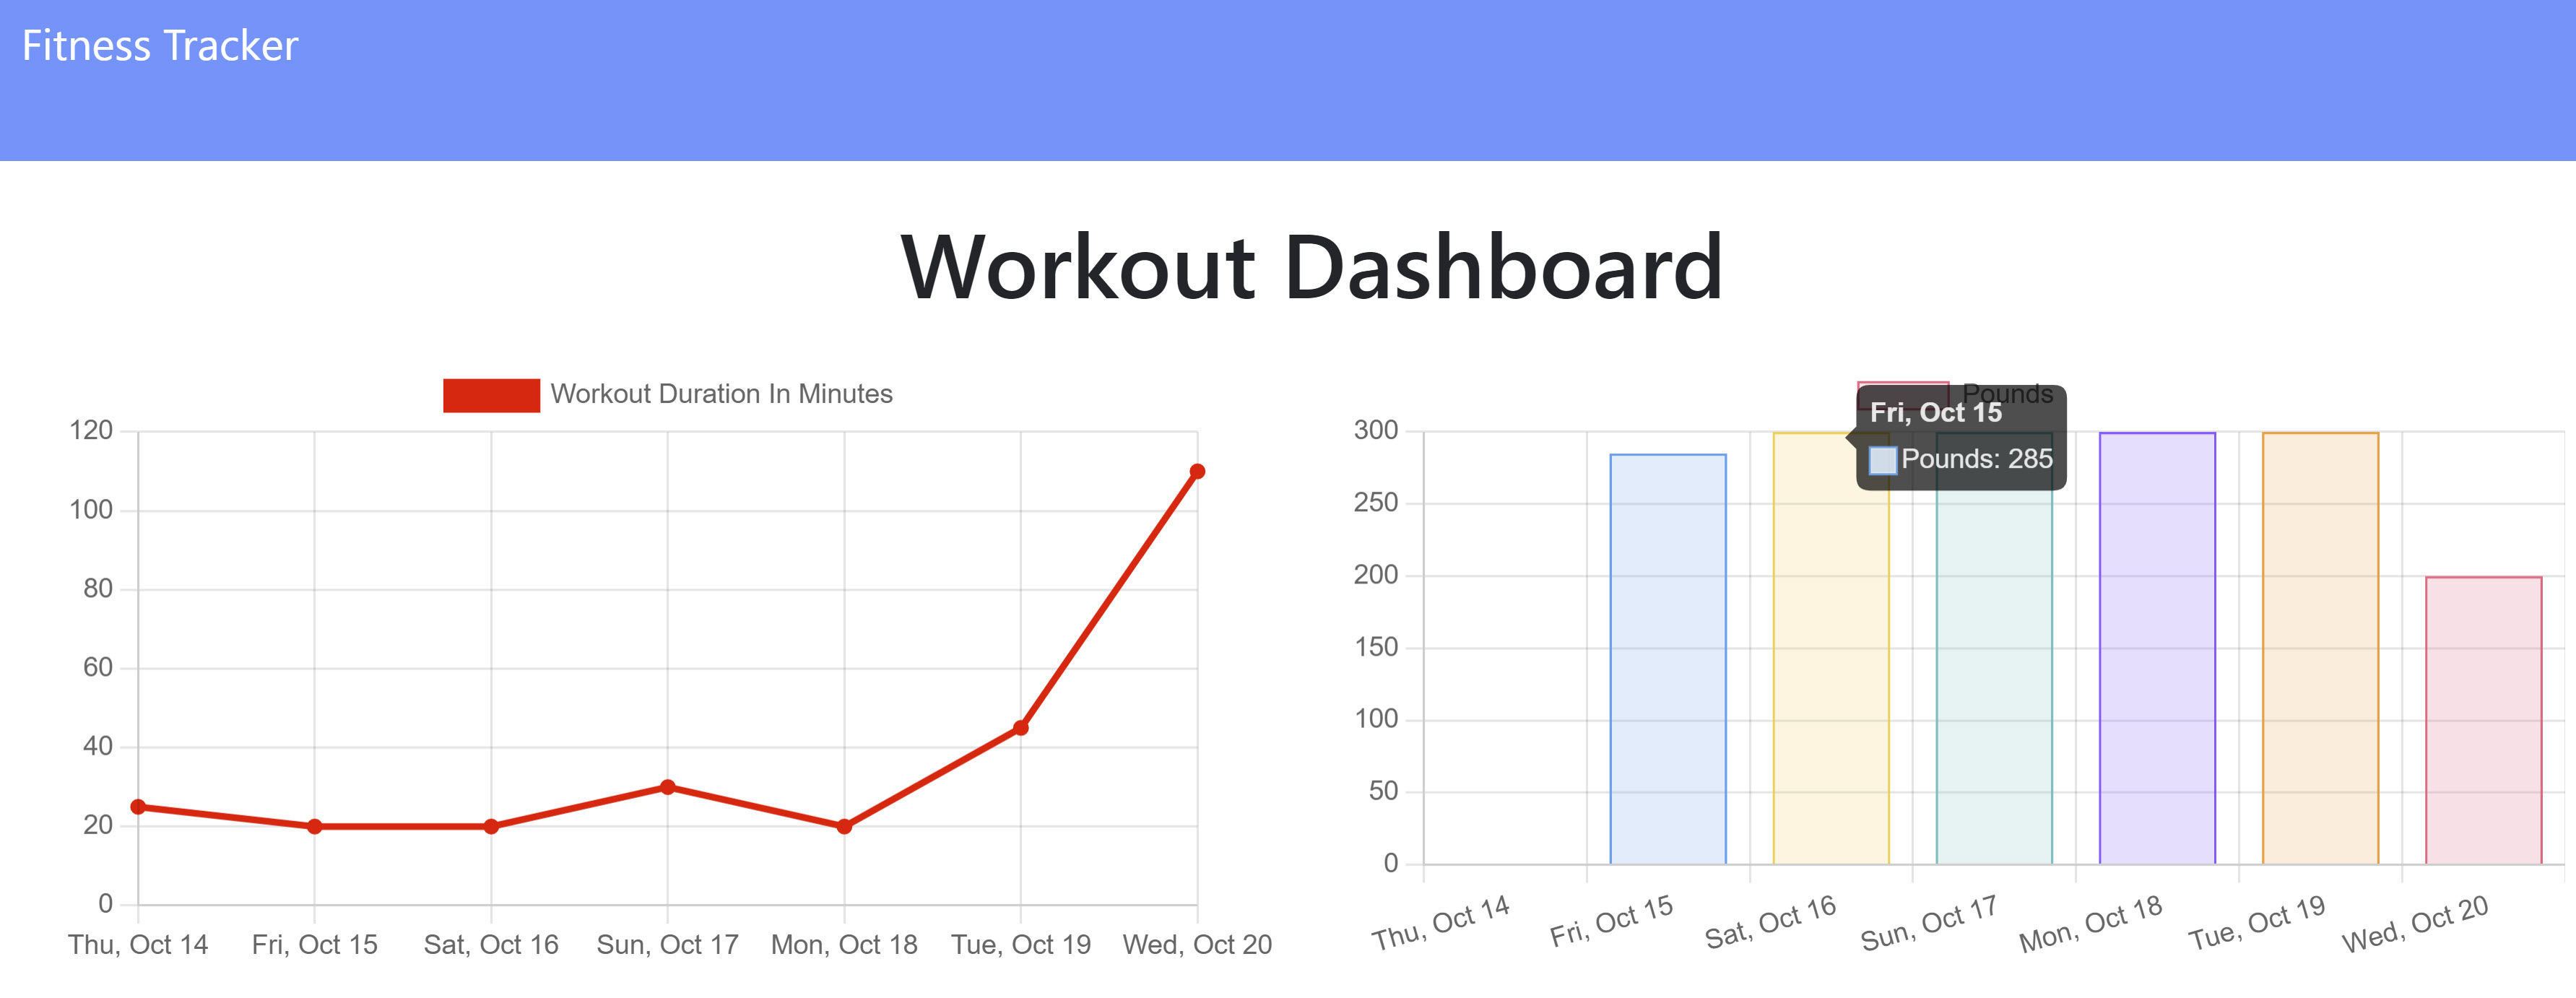 Fitness Tracker
Workout Dashboard
Workout Duration In Minutes
120
100
80
60
40
20
0
Thu, Oct 14 Fri, Oct 15 Sat, Oct 16 Sun, Oct 17 Mon, Oct 18 Tue, Oct 19 Wed, Oct 20
Pounds
Fri, Oct 15
Pounds: 285
300
250
200
150
100
50
0
Thu, Oct 14 Fri, Oct 15 Sat, Oct 16 Sun, Oct 17 Mon, Oct 18 Tue, Oct 19 Wed, Oct 20